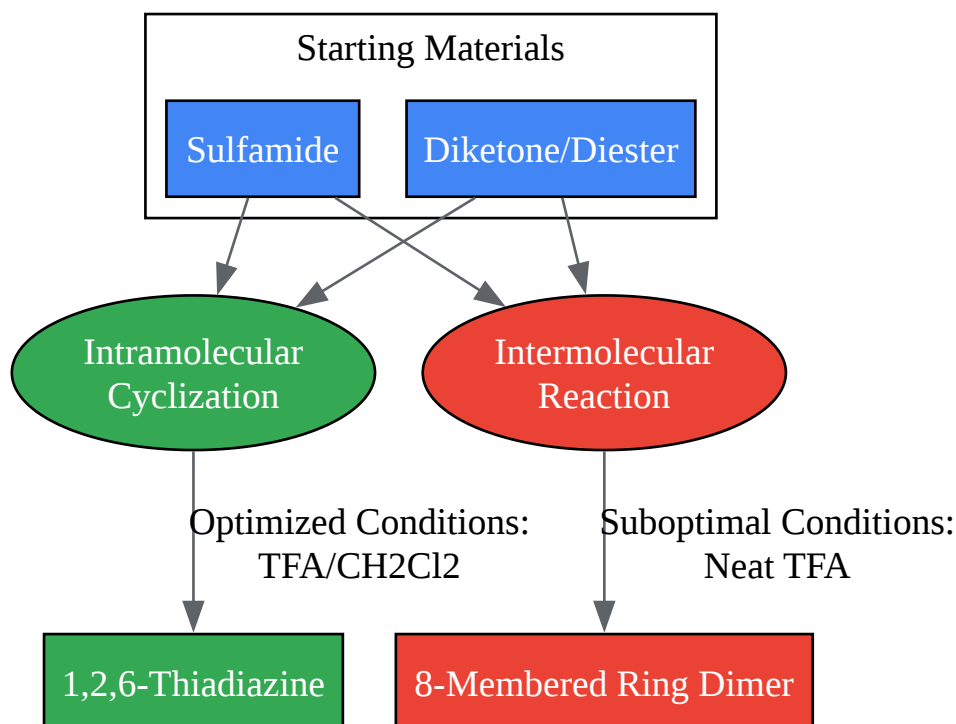 Starting Materials
Sulfamide
Diketone/Diester
Intramolecular
Cyclization
Intermolecular
Reaction
Optimized Conditions:
TFA/CH2Cl2
Suboptimal Conditions:
Neat TFA
1,2,6-Thiadiazine
8-Membered Ring Dimer